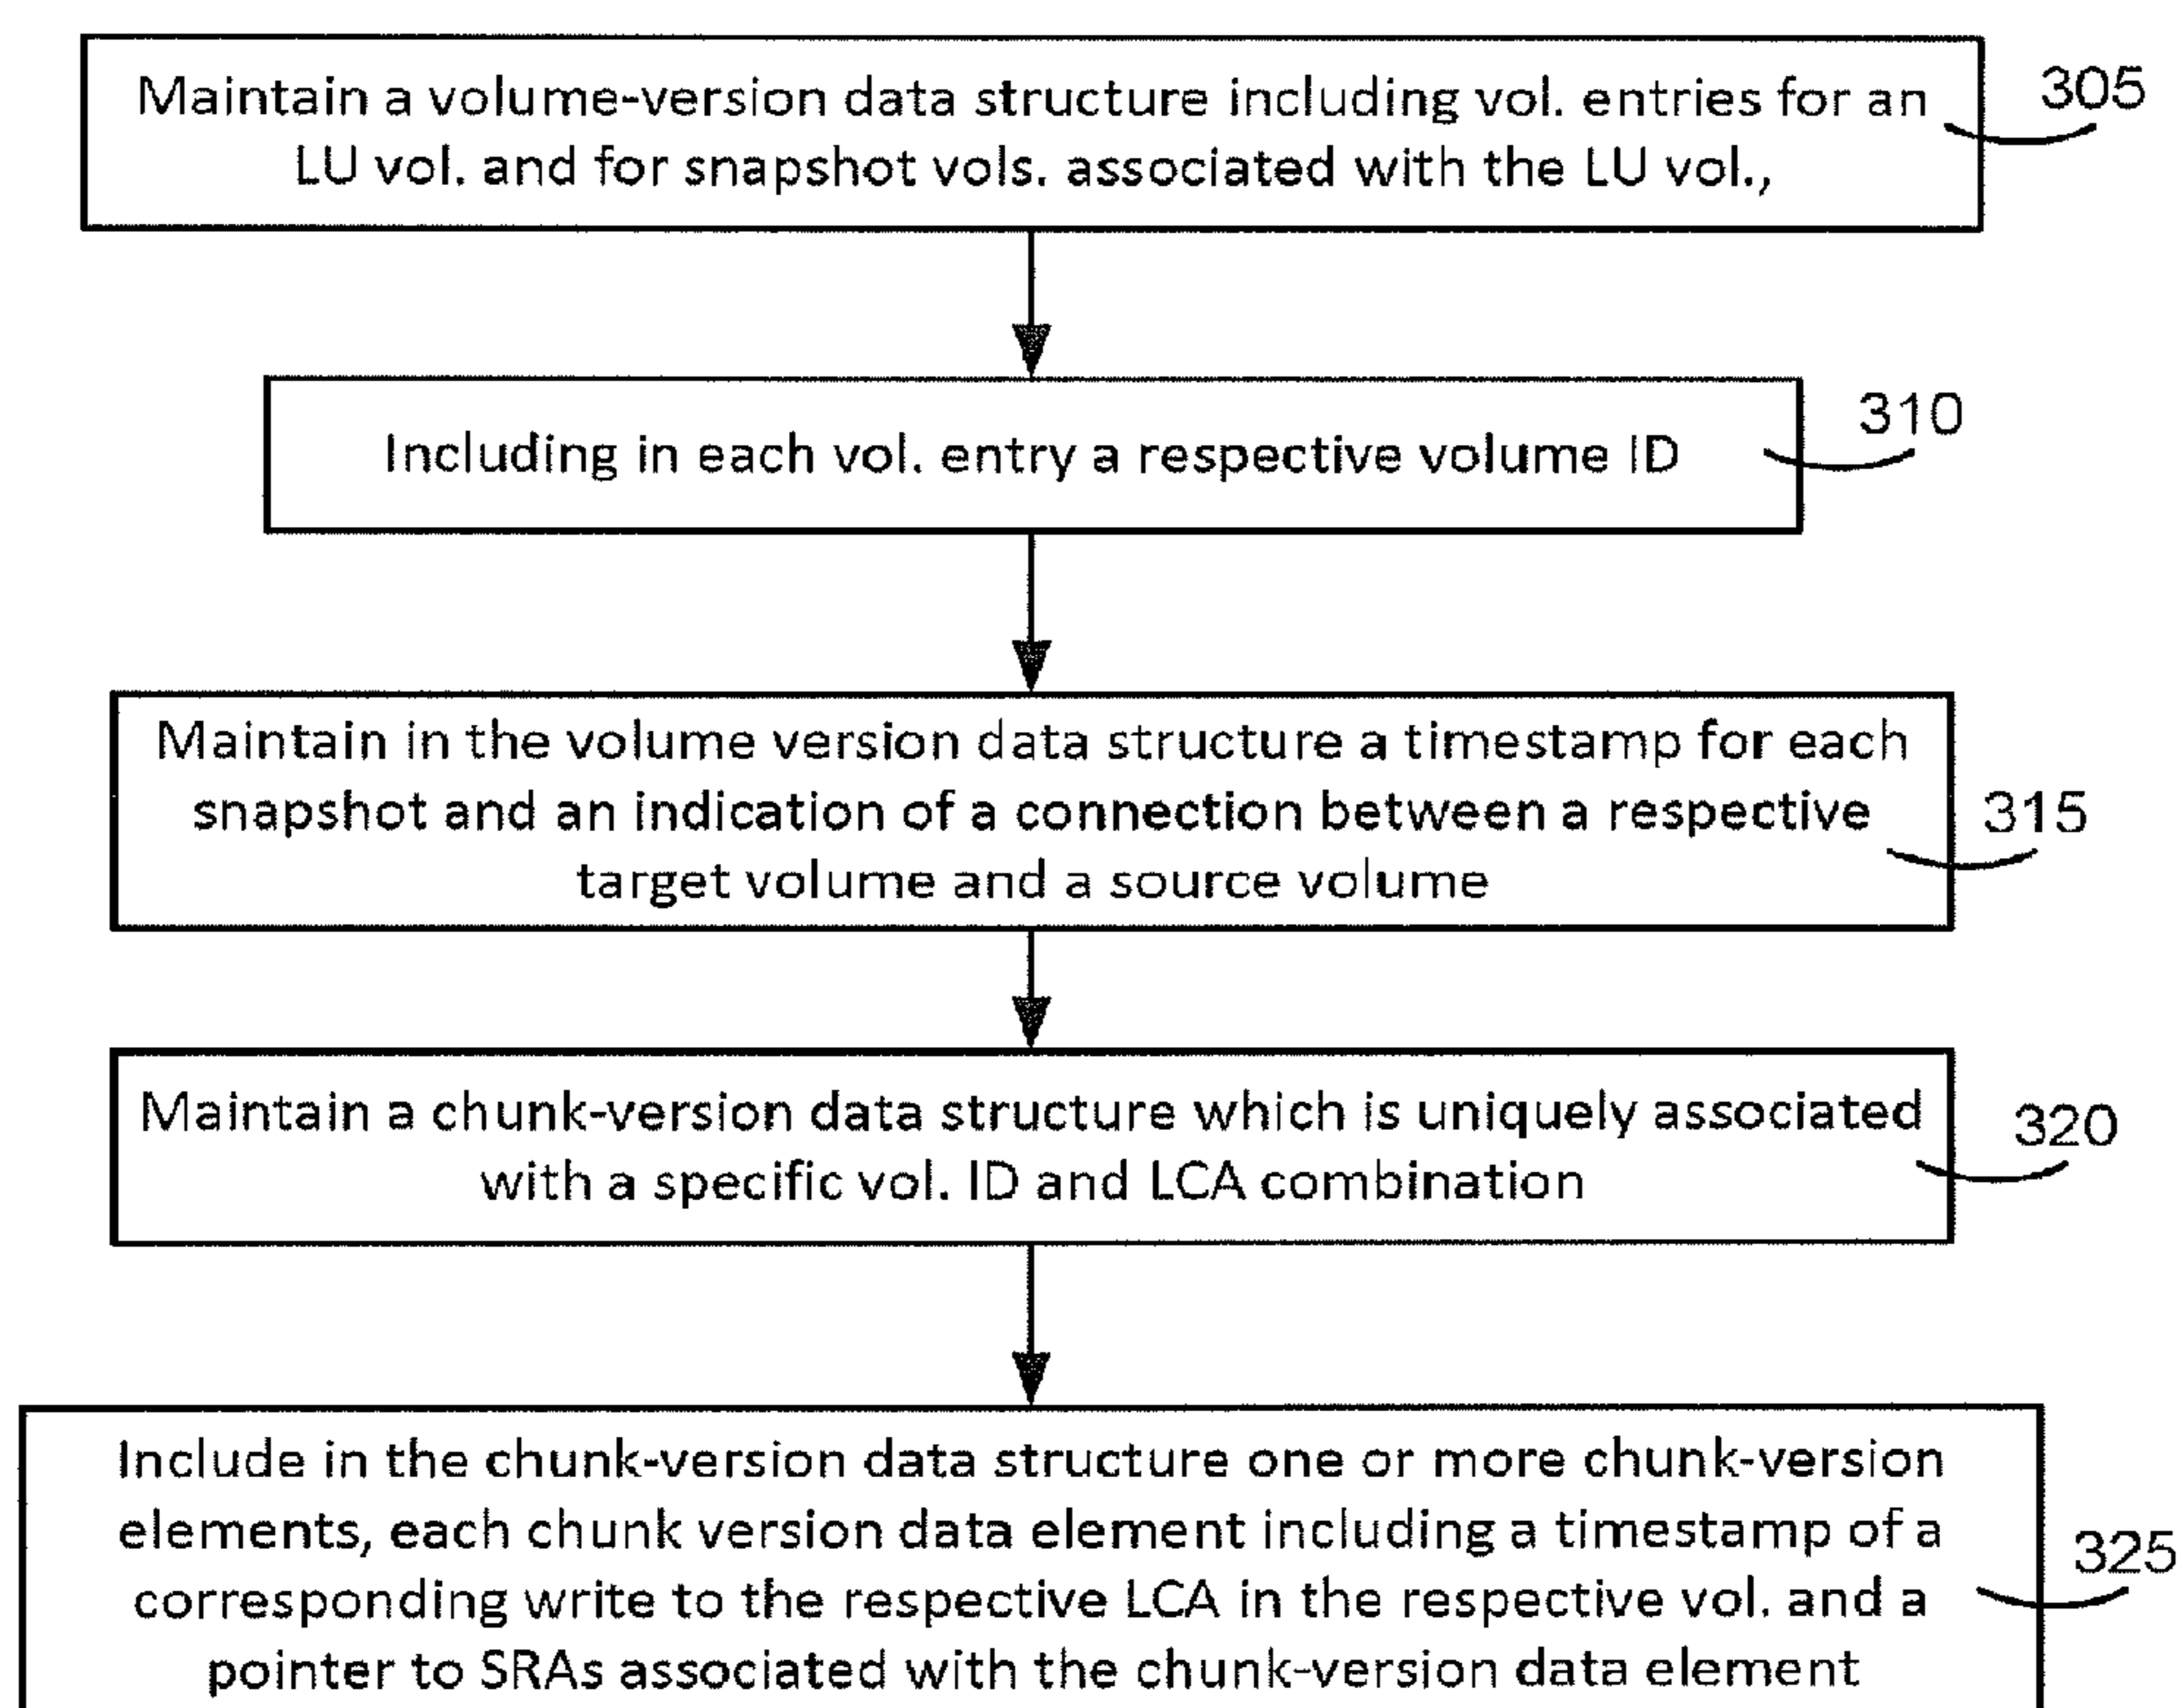 Maintain a volume-version data structure including vol. entries for an
LU vol. and for snapshot vols. associated with the LU vol.,
305
Including in each vol. entry a respective volume ID
310
Maintain in the volume version data structure a timestamp for each
snapshot and an indication of a connection between a respective
target volume and a source volume
315
Maintain a chunk-version data structure which is uniquely associated
with a specific vol. ID and LCA combination
320
Include in the chunk-version data structure one or more chunk-version
elements, each chunk version data element including a timestamp of a
corresponding write to the respective LCA in the respective vol. and a
pointer to SRAs associated with the chunk-version data element
325